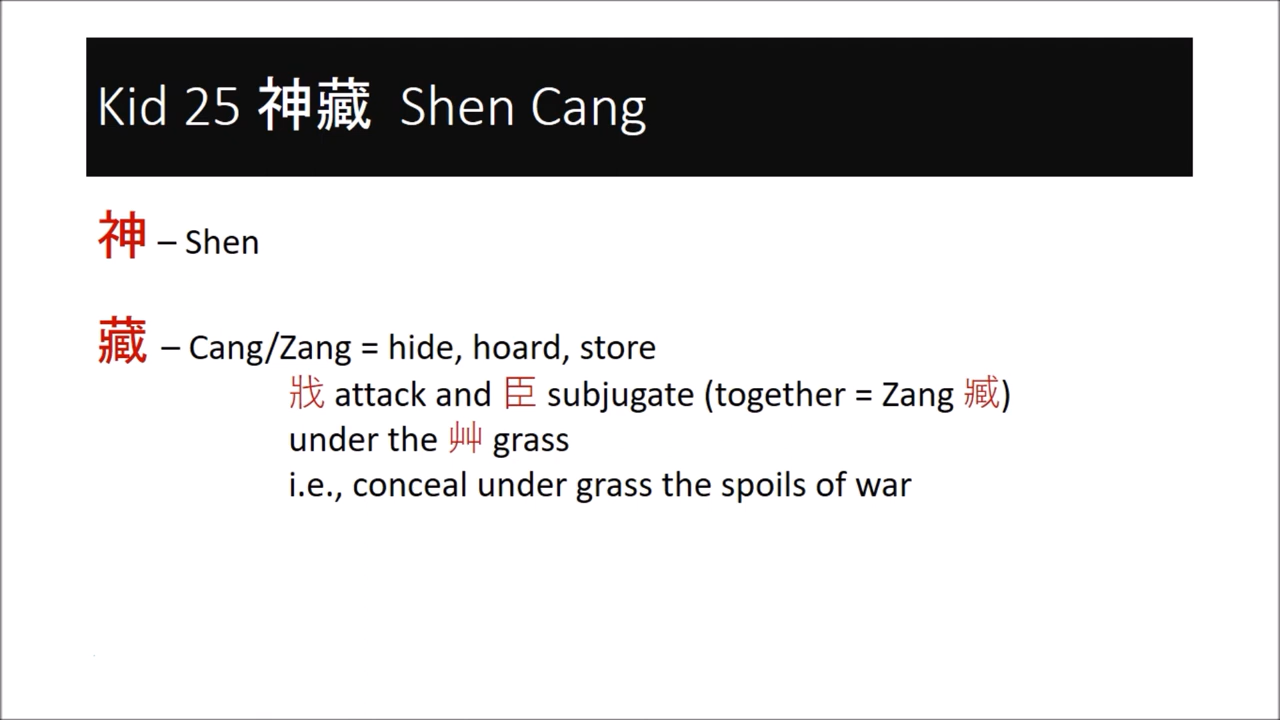 Kid 25 神藏 Shen Cang
神 – Shen
藏 – Cang/Zang = hide, hoard, store
戕 attack and 臣 subjugate (together = Zang 臧)
under the 艸 grass
i.e., conceal under grass the spoils of war